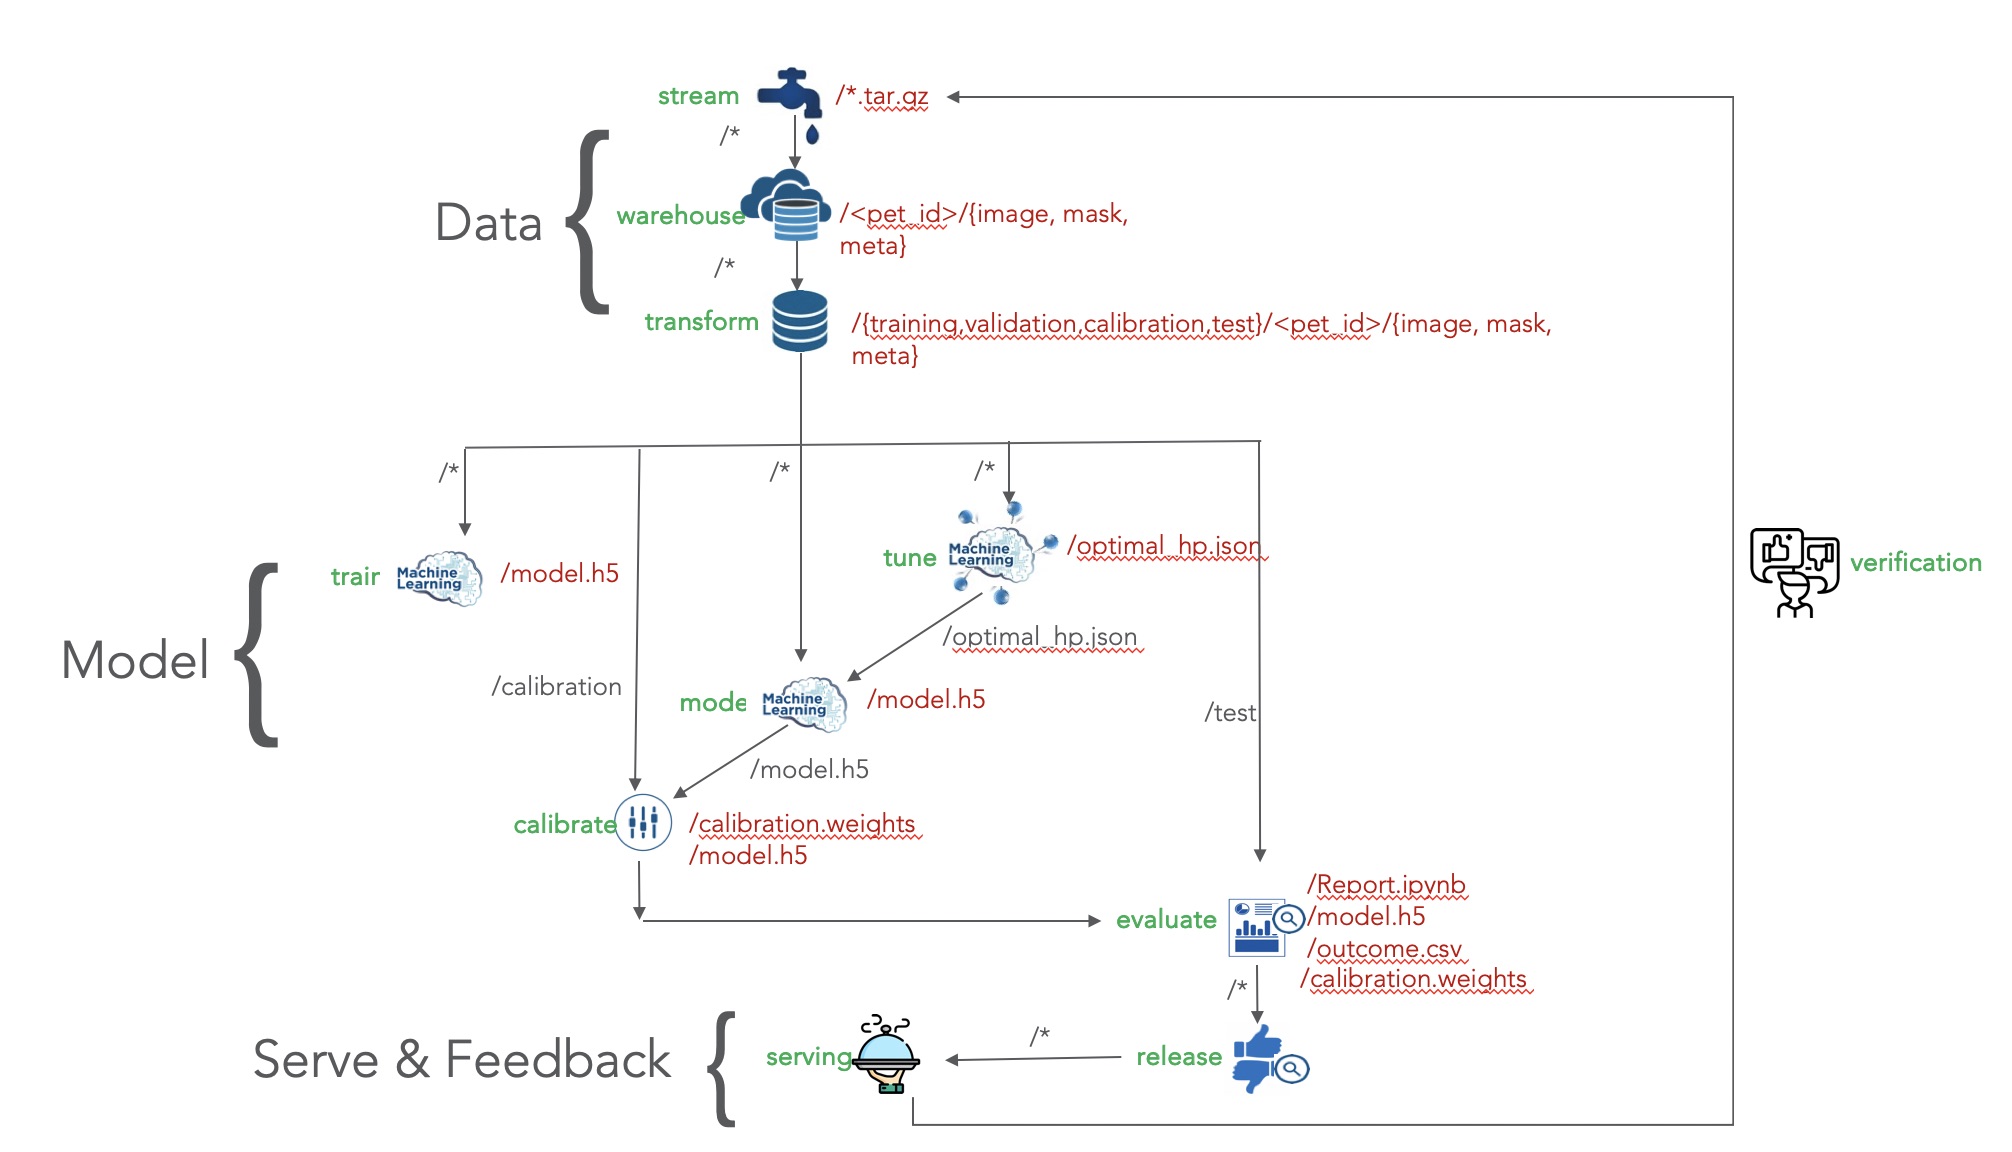 stream
/*.tar.gz
/*
Data
{
warehouse
/<pet_id>/{image, mask,
meta}
/*
transform
/{training,validation,calibration,test}/<pet_id>/{image, mask,
meta}
/*
/*
/*
trair
Machine
Learning
/model.h5
tune
Machine
Learning
/optimal_hp.json
verification
Model
{
/optimal_hp.json
/calibration
mode
Machine
Learning
/model.h5
/test
/model.h5
calibrate
/calibration.weights
/model.h5
evaluate
/Report.ipynb
/model.h5
/outcome.csv
/calibration.weights
/*
Serve & Feedback
{
serving
/*
release